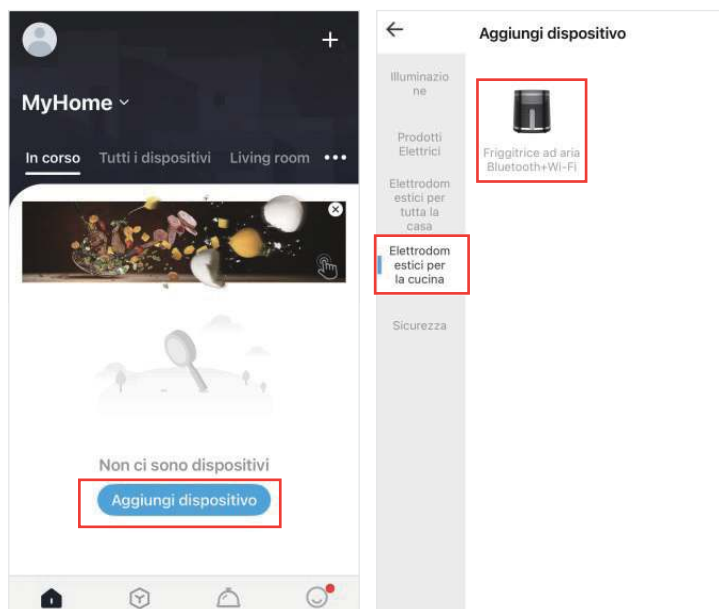 MyHome
In corso Tutti i dispositivi Living room
Non ci sono dispositivi
Aggiungi dispositivo
Aggiungi dispositivo
Illuminazio
ne
Prodotti
Elettrici
Elettrodom
estici per
tutta la
casa
Elettrodom
estici per
la cucina
Sicurezza
Friggitrice ad aria
Bluetooth+Wi-Fi